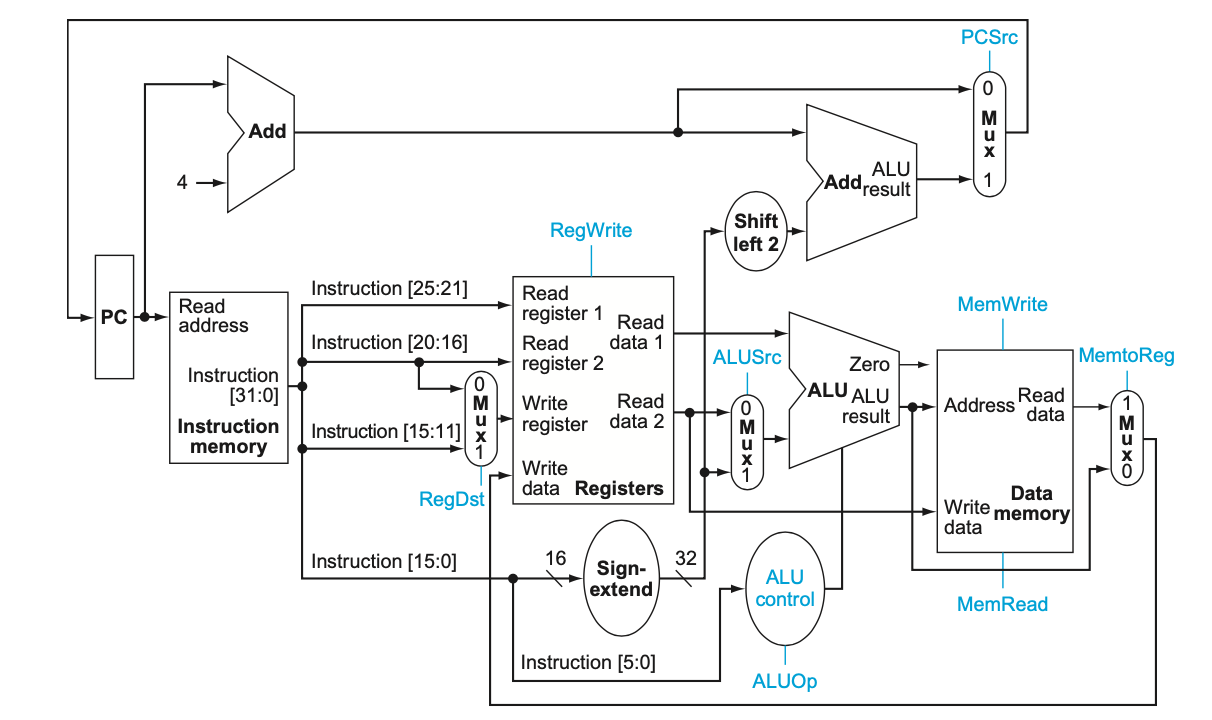 PCSrc
0
M
u
x
1
Add
4
Add
ALU
result
Shift
left 2
RegWrite
PC
Read
address
Instruction
[31:0]
Instruction
memory
Instruction [25:21]
Instruction [20:16]
Instruction [15:11]
Instruction [15:0]
Instruction [5:0]
0
M
u
x
1
RegDst
Read
register 1
Read
register 2
Write
register
Write
data
Read
data 1
Read
data 2
Registers
ALUSrc
0
M
u
x
1
Zero
ALU
ALU
result
MemWrite
Address
Read
data
Write
data
Data
memory
MemRead
MemtoReg
1
M
u
x
0
16
Sign-
extend
32
ALU
control
ALUOp